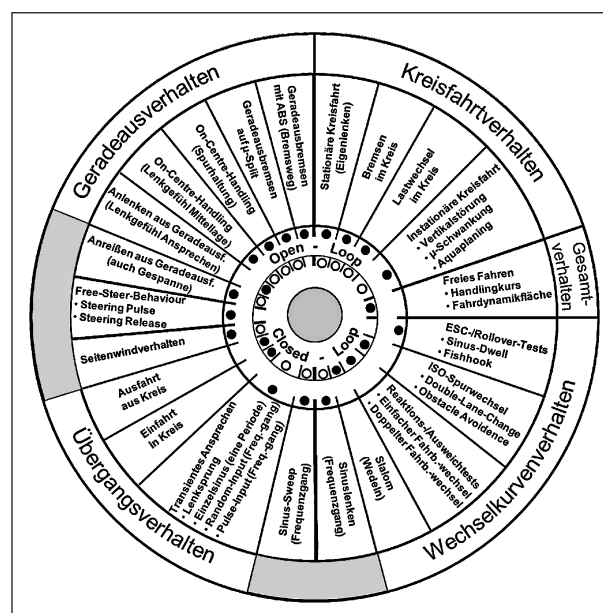 Geradeausverhalten
Kreisfahrtverhalten
Gesamt-
verhalten
Wechselkurvenverhalten
Übergangsverhalten
Stationäre Kreisfahrt
(Eigenlenken)
Bremsen
im Kreis
Lastwechsel
im Kreis
Instationäre Kreisfahrt
• Vertikalstörung
• µ-Schwankung
• Aquaplaning
Freies Fahren
• Handlingkurs
• Fahrdynamikfläche
ESC-/Rollover-Tests
• Sinus-Dwell
• Fishhook
ISO-Spurwechsel
• Double-Lane-Change
• Obstacle Avoidence
Reaktions-/Ausweichtests
• Einfacher Fahrb.-wechsel
• Doppelter Fahrb.-wechsel
Slalom
(Wedeln)
Sinuslenken
(Frequenzgang)
Sinus-Sweep
(Frequenzgang)
Transientes Ansprechen
• Lenksprung
• Einzelsinus (eine Periode)
• Random-Input (Freq.-gang)
• Pulse-Input (Freq.-gang)
Einfahrt
in Kreis
Ausfahrt
aus Kreis
Seitenwindverhalten
Free-Steer-Behaviour
• Steering Pulse
• Steering Release
Anreißen aus Geradeausf.
(auch Gespanne)
Anlenken aus Geradeausf.
(Lenkgefühl Ansprechen)
On-Centre-Handling
(Lenkgefühl Mittellage)
On-Centre-Handling
(Spurhaltung)
Geradeausbremsen
auf µ-Split
Geradeausbremsen
mit ABS (Bremsweg)
Open - Loop
Closed - Loop